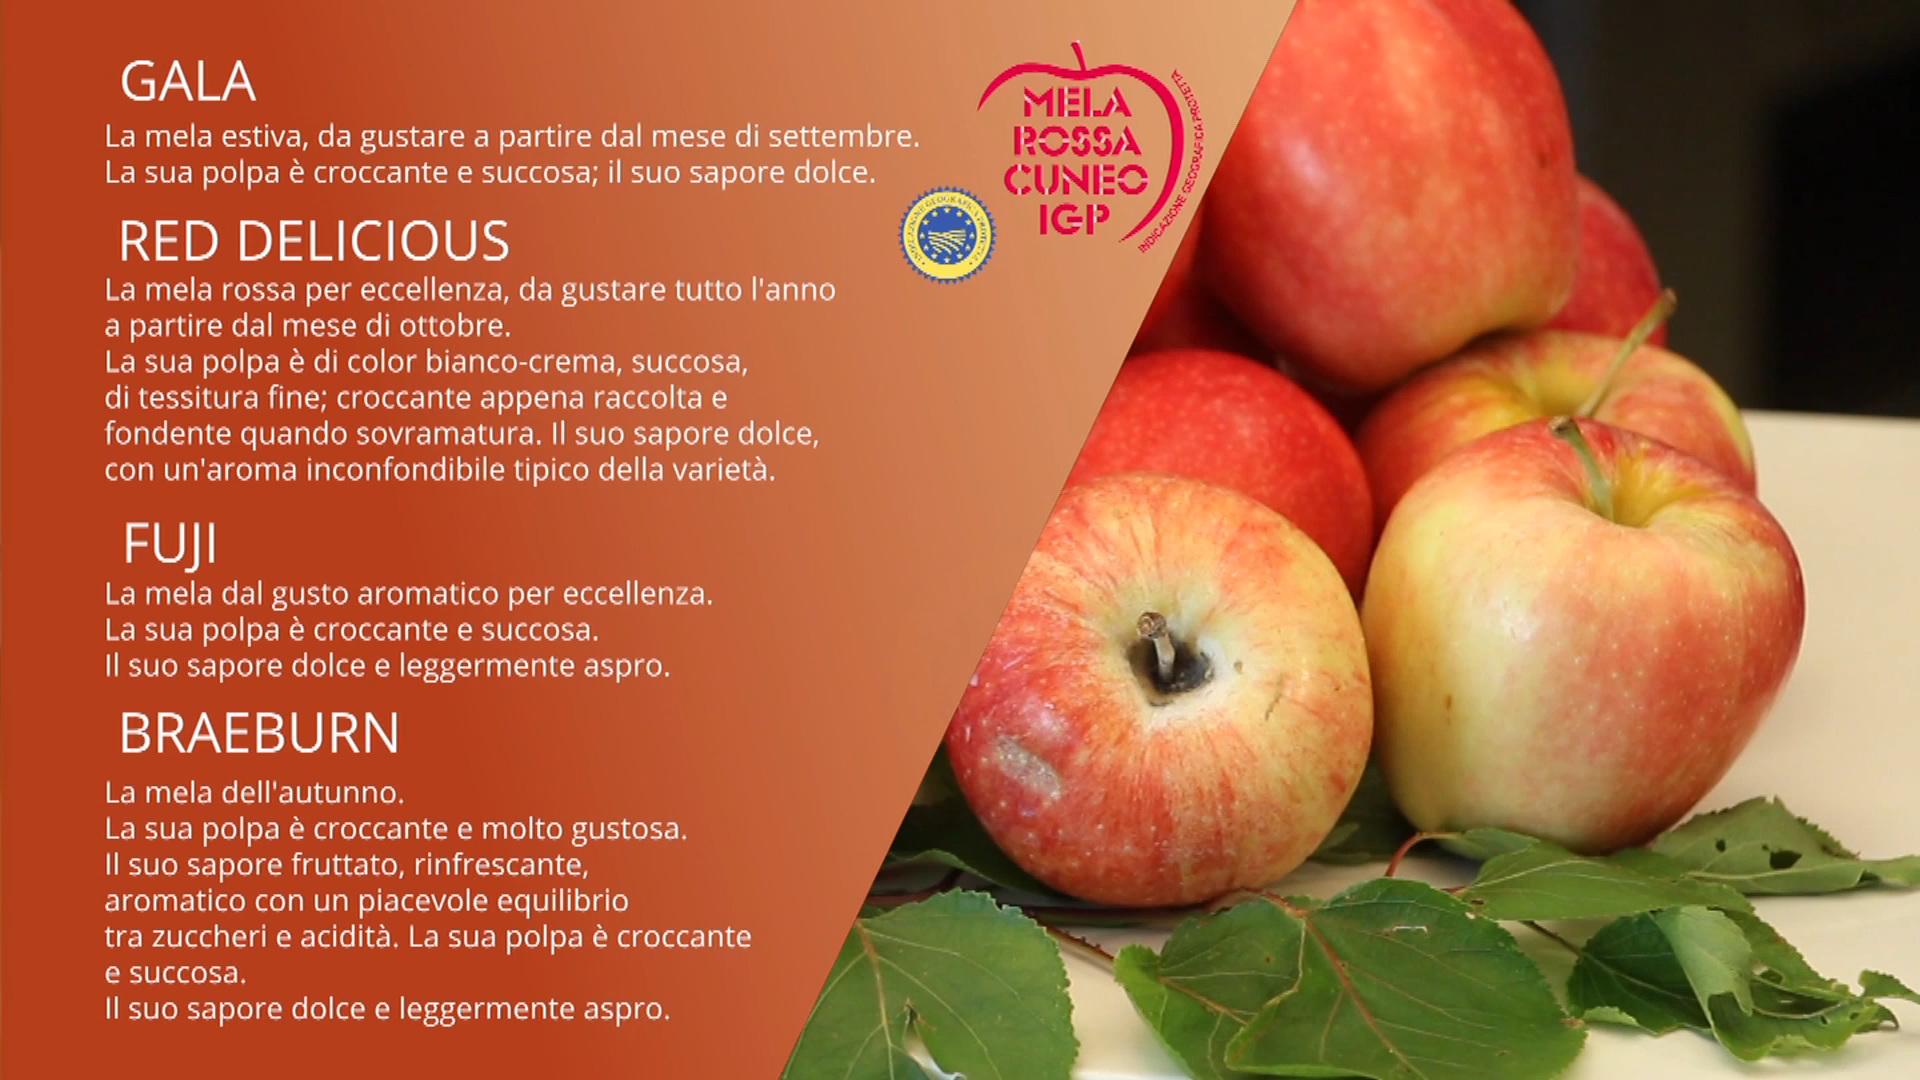 GALA
La mela estiva, da gustare a partire dal mese di settembre.
La sua polpa è croccante e succosa; il suo sapore dolce.
MELA
ROSSA
CUNEO
IGP
INDICAZIONE GEOGRAFICA PROTETTA
INDICAZIONE GEOGRAFICA PROTETTA
RED DELICIOUS
La mela rossa per eccellenza, da gustare tutto l'anno
a partire dal mese di ottobre.
La sua polpa è di color bianco-crema, succosa,
di tessitura fine; croccante appena raccolta e
fondente quando sovramatura. Il suo sapore dolce,
con un'aroma inconfondibile tipico della varietà.
FUJI
La mela dal gusto aromatico per eccellenza.
La sua polpa è croccante e succosa.
Il suo sapore dolce e leggermente aspro.
BRAEBURN
La mela dell'autunno.
La sua polpa è croccante e molto gustosa.
Il suo sapore fruttato, rinfrescante,
aromatico con un piacevole equilibrio
tra zuccheri e acidità. La sua polpa è croccante
e succosa.
Il suo sapore dolce e leggermente aspro.